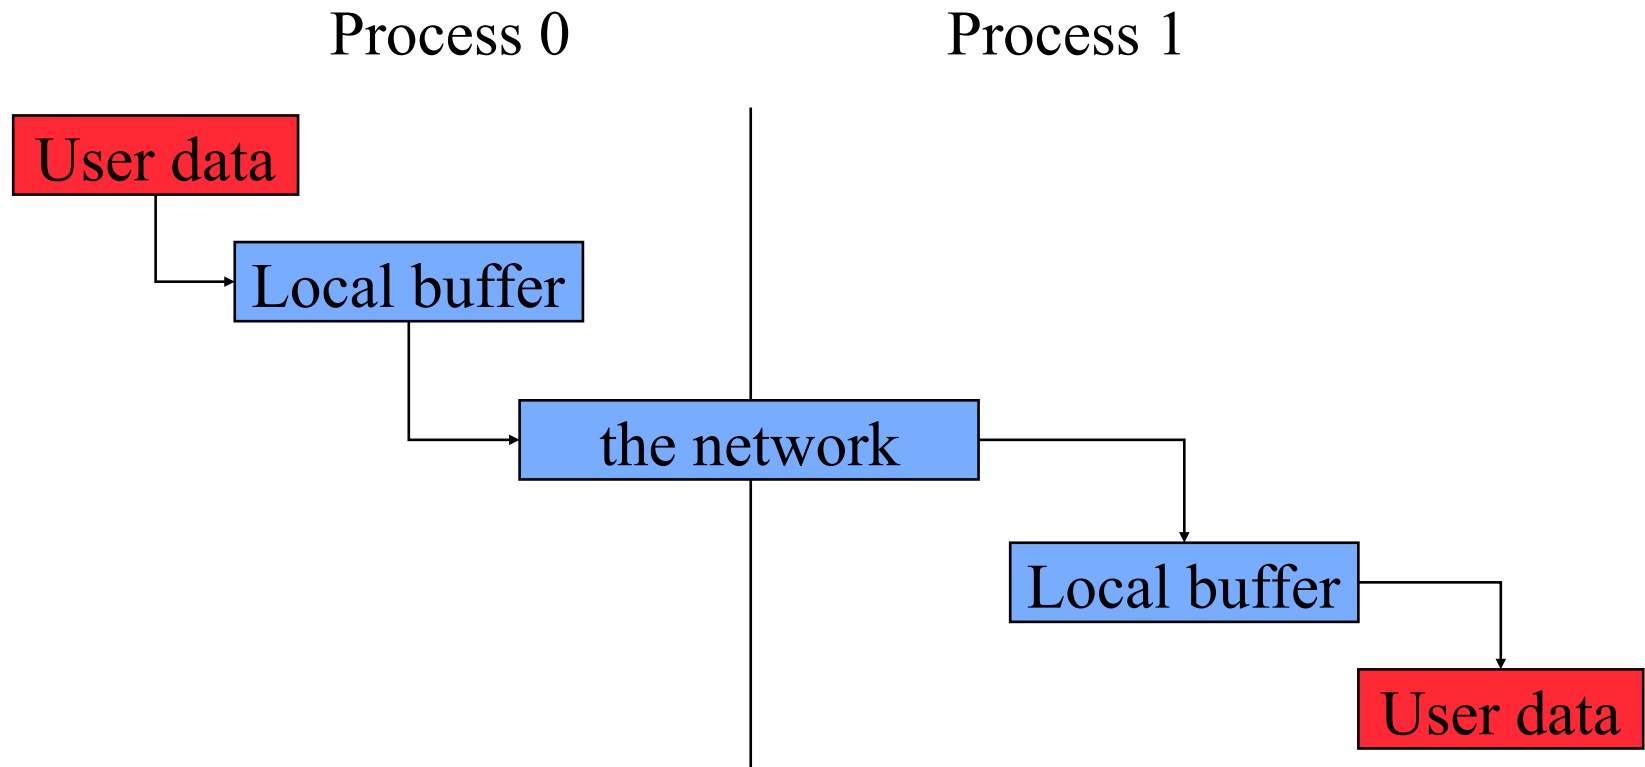 Process 0
Process 1
User data
Local buffer
the network
Local buffer
User data